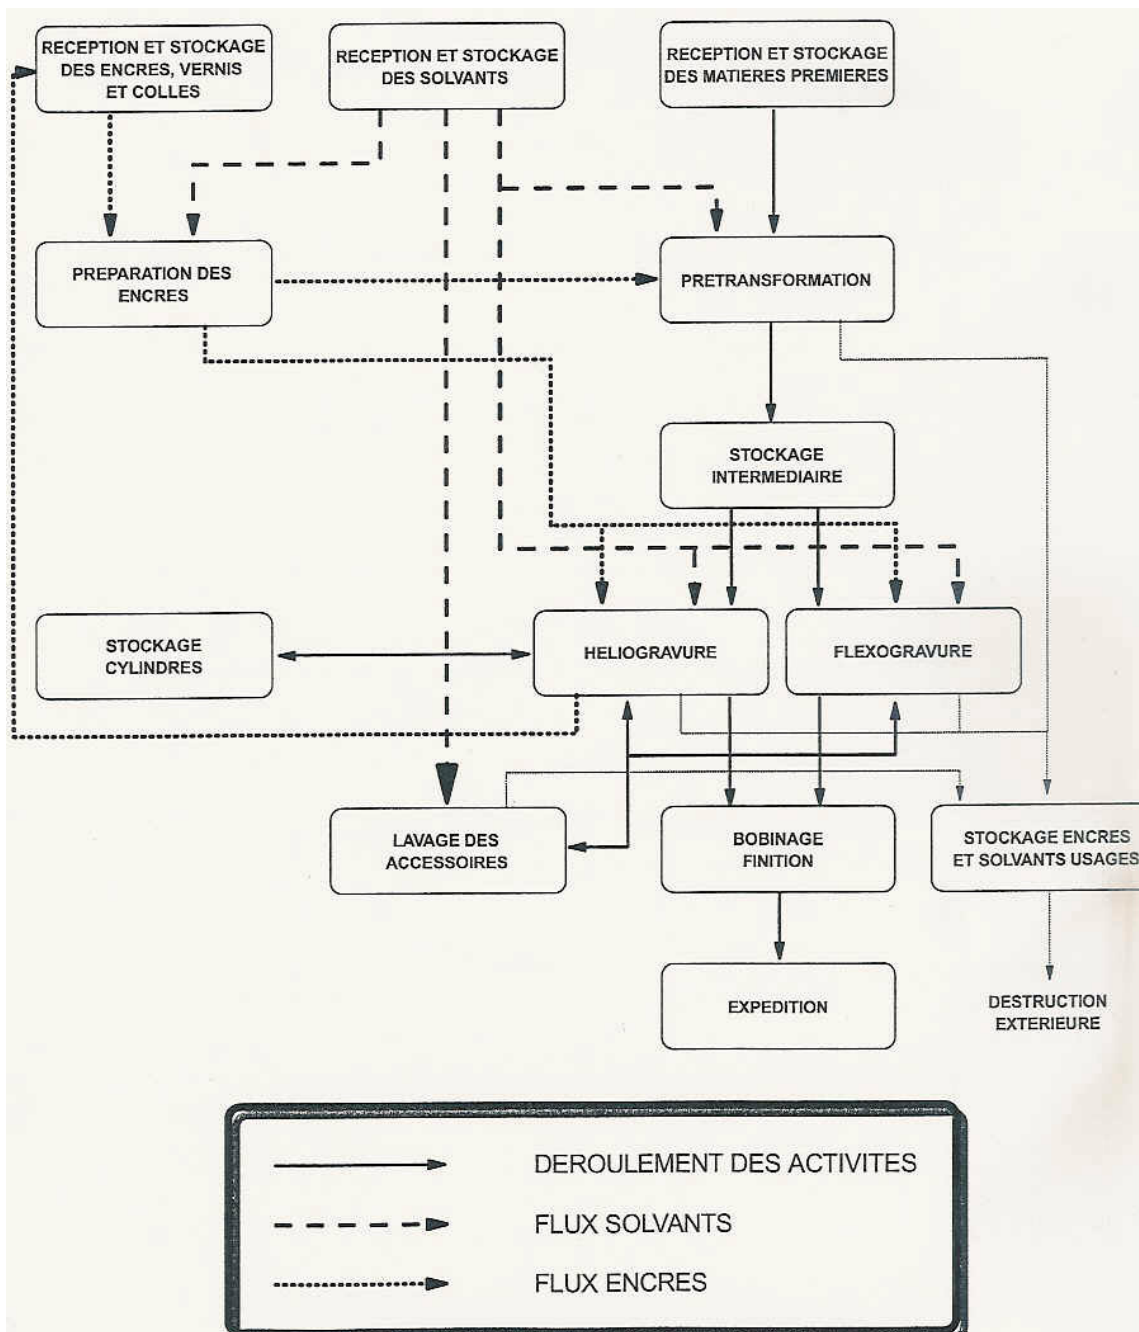 RECEPTION ET STOCKAGE
DES ENCRES, VERNIS
ET COLLES
RECEPTION ET STOCKAGE
DES SOLVANTS
RECEPTION ET STOCKAGE
DES MATIERES PREMIERES
PREPARATION DES
ENCRES
PRETRANSFORMATION
STOCKAGE
INTERMEDIAIRE
STOCKAGE
CYLINDRES
HELIOGRAVURE
FLEXOGRAVURE
LAVAGE DES
ACCESSOIRES
BOBINAGE
FINITION
STOCKAGE ENCRES
ET SOLVANTS USAGES
EXPEDITION
DESTRUCTION
EXTERIEURE
DEROULEMENT DES ACTIVITES
FLUX SOLVANTS
FLUX ENCRES